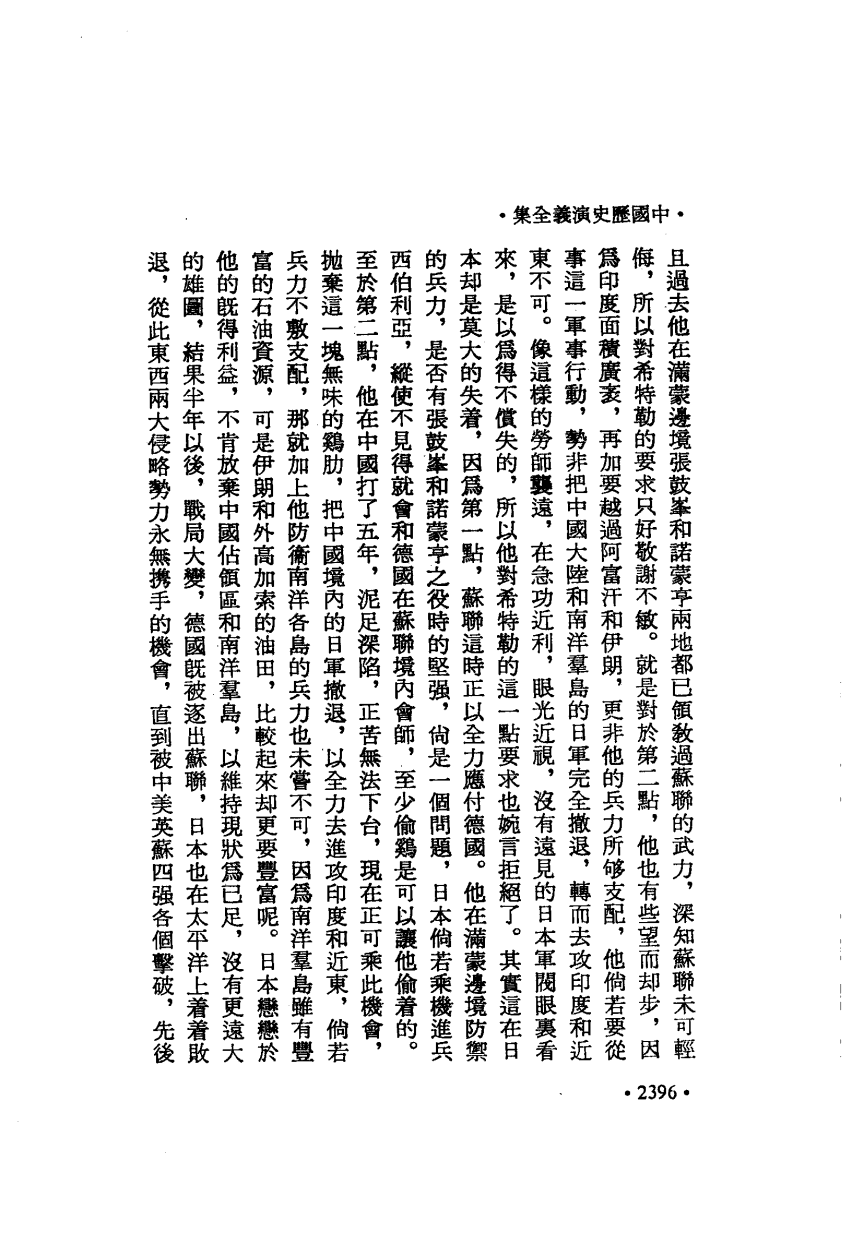 •中國歷史演義全集•
且過去他在滿蒙邊境張鼓峯和諾蒙亨兩地都已領敎過蘇聯的武力，深知蘇聯未可輕
侮，所以對希特勒的要求只好敬謝不敏。就是對於第二點，他也有些望而却步，因
爲印度面積廣袤，再加要越過阿富汗和伊朗，更非他的兵力所够支配，他倘若要從
事這一軍事行動，勢非把中國大陸和南洋羣島的日軍完全撤退，轉而去攻印度和近
東不可。像這樣的勞師襲遠，在急功近利，眼光近視，沒有遠見的日本軍閥眼裏看
來，是以爲得不償失的，所以他對希特勒的這一點要求也婉言拒絕了。其實這在日
本却是莫大的失着，因爲第一點，蘇聯這時正以全力應付德國。他在滿蒙邊境防禦
的兵力，是否有張鼓峯和諾蒙亨之役時的堅强，尙是一個問題，日本倘若乘機進兵
西伯利亞，縱使不見得就會和德國在蘇聯境內會師，至少偷鷄是可以讓他偷着的。
至於第二點，他在中國打了五年，泥足深陷，正苦無法下台，現在正可乘此機會，
拋棄這一塊無味的鷄肋，把中國境內的日軍撤退，以全力去進攻印度和近東，倘若
兵力不敷支配，那就加上他防衞南洋各島的兵力也未嘗不可，因爲南洋羣島雖有豐
富的石油資源，可是伊朗和外高加索的油田，比較起來却更要豐富呢。日本戀戀於
他的旣得利益，不肯放棄中國佔領區和南洋羣島，以維持現狀爲已足，沒有更遠大
的雄圖，結果半年以後，戰局大變，德國旣被逐出蘇聯，日本也在太平洋上着着敗
退，從此東西兩大侵略勢力永無携手的機會，直到被中美英蘇四强各個擊破，先後
•2396•